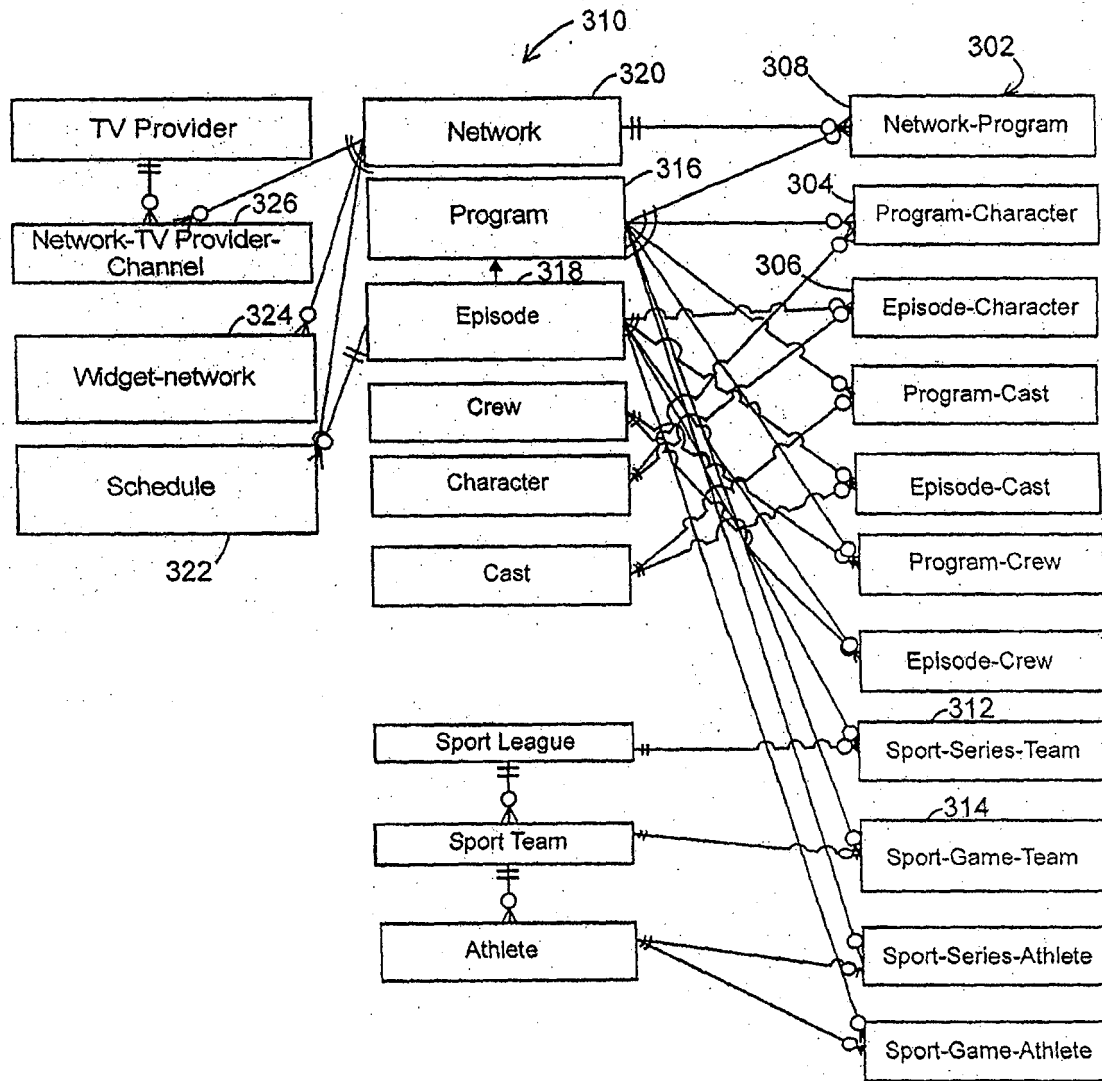 310
320
308
302
TV Provider
Network
Network-Program
316
304
326
Program
Program-Character
Network-TV Provider-
Channel
318
306
Episode
Episode-Character
324
Widget-network
Crew
Program-Cast
Schedule
Character
Episode-Cast
322
Cast
Program-Crew
Episode-Crew
312
Sport League
Sport-Series-Team
314
Sport Team
Sport-Game-Team
Athlete
Sport-Series-Athlete
Sport-Game-Athlete